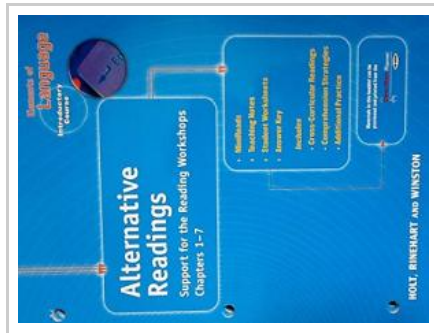 Elements of
Language
Introductory
Course
Alternative
Readings
Support for the Reading Workshops
Chapters 1–7
• Minireads
• Teaching Notes
• Student Worksheets
• Answer Key
Includes
• Cross-Curricular Readings
• Comprehension Strategies
• Additional Practice
HOLT, RINEHART AND WINSTON